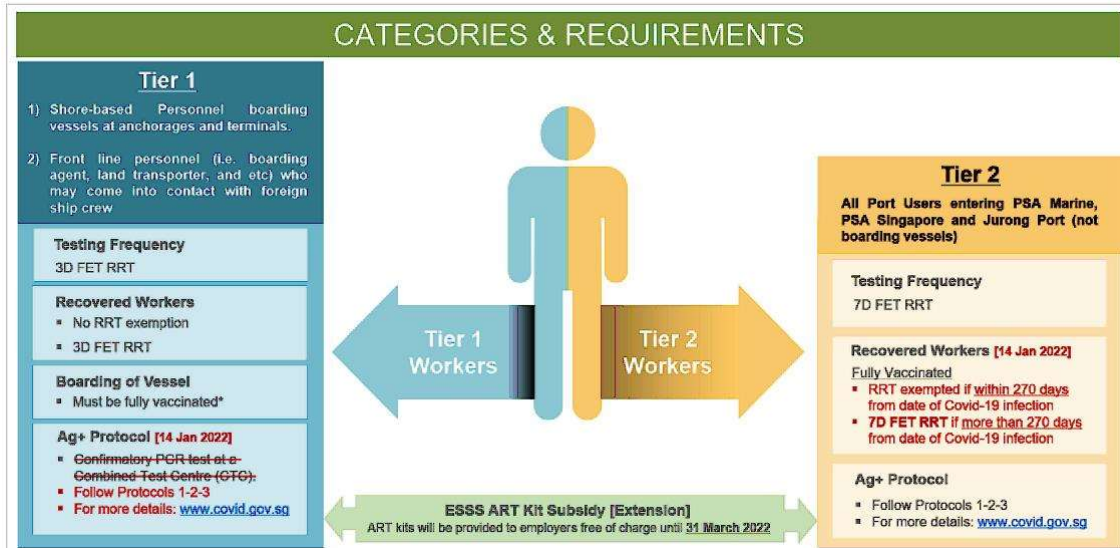 CATEGORIES & REQUIREMENTS
Tier 1
1) Shore-based Personnel boarding
vessels at anchorages and terminals.
2) Front line personnel (i.e. boarding
agent, land transporter, and etc) who
may come into contact with foreign
ship crew
Testing Frequency
3D FET RRT
Recovered Workers
▪ No RRT exemption
▪ 3D FET RRT
Boarding of Vessel
▪ Must be fully vaccinated*
Ag+ Protocol [14 Jan 2022]
▪ Confirmatory PCR test at a
Combined Test Centre (CTC).
▪ Follow Protocols 1-2-3
▪ For more details: www.covid.gov.sg
Tier 1
Workers
Tier 2
Workers
ESSS ART Kit Subsidy [Extension]
ART kits will be provided to employers free of charge until 31 March 2022
Tier 2
All Port Users entering PSA Marine,
PSA Singapore and Jurong Port (not
boarding vessels)
Testing Frequency
7D FET RRT
Recovered Workers [14 Jan 2022]
Fully Vaccinated
▪ RRT exempted if within 270 days
from date of Covid-19 infection
▪ 7D FET RRT if more than 270 days
from date of Covid-19 infection
Ag+ Protocol
▪ Follow Protocols 1-2-3
▪ For more details: www.covid.gov.sg